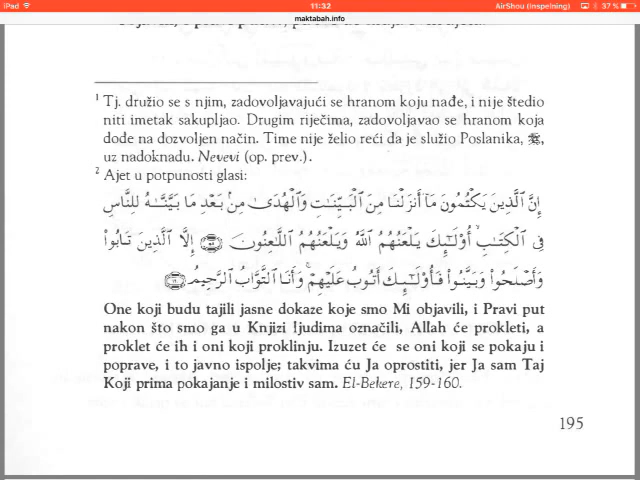 iPad 11:32 AirShou (Inspelning) 37 %
maktabah.info
¹ Tj. družio se s njim, zadovoljavajući se hranom koju nađe, i nije štedio
niti imetak sakupljao. Drugim riječima, zadovoljavao se hranom koja
dođe na dozvoljen način. Time nije želio reći da je služio Poslanika, ﷺ,
uz nadoknadu. Nevevi (op. prev.).
² Ajet u potpunosti glasi:
إِنَّ ٱلَّذِينَ يَكْتُمُونَ مَآ أَنزَلْنَا مِنَ ٱلْبَيِّنَـٰتِ وَٱلْهُدَىٰ مِنۢ بَعْدِ مَا بَيَّنَّـٰهُ لِلنَّاسِ
فِى ٱلْكِتَـٰبِ ۙ أُو۟لَـٰٓئِكَ يَلْعَنُهُمُ ٱللَّهُ وَيَلْعَنُهُمُ ٱللَّـٰعِنُونَ ﴿١٥٩﴾ إِلَّا ٱلَّذِينَ تَابُوا۟
وَأَصْلَحُوا۟ وَبَيَّنُوا۟ فَأُو۟لَـٰٓئِكَ أَتُوبُ عَلَيْهِمْ ۚ وَأَنَا ٱلتَّوَّابُ ٱلرَّحِيمُ ﴿١٦٠﴾
One koji budu tajili jasne dokaze koje smo Mi objavili, i Pravi put
nakon što smo ga u Knjizi ljudima označili, Allah će prokleti, a
proklet će ih i oni koji proklinju. Izuzet će se oni koji se pokaju i
poprave, i to javno ispolje; takvima ću Ja oprostiti, jer Ja sam Taj
Koji prima pokajanje i milostiv sam. El-Bekere, 159-160.
195